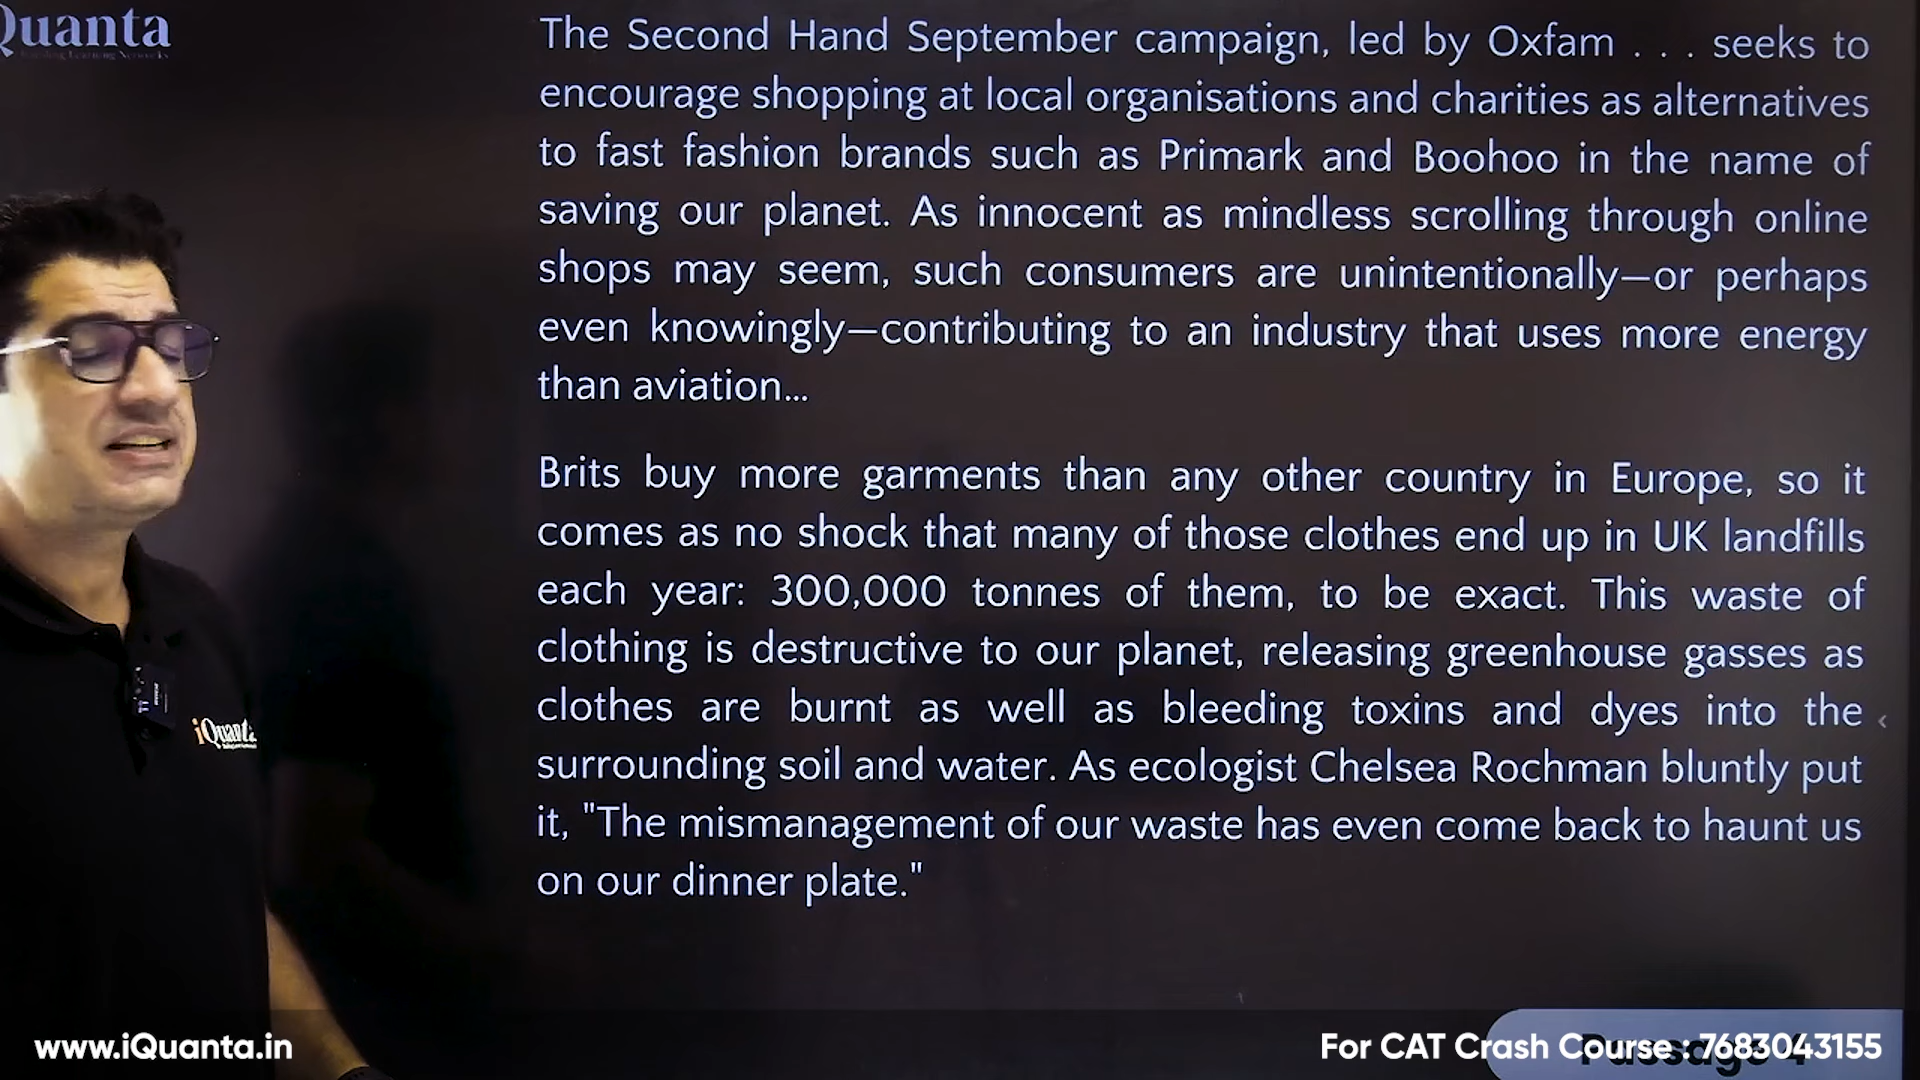 Quanta
The Second Hand September campaign, led by Oxfam . . . seeks to
encourage shopping at local organisations and charities as alternatives
to fast fashion brands such as Primark and Boohoo in the name of
saving our planet. As innocent as mindless scrolling through online
shops may seem, such consumers are unintentionally—or perhaps
even knowingly—contributing to an industry that uses more energy
than aviation...
Brits buy more garments than any other country in Europe, so it
comes as no shock that many of those clothes end up in UK landfills
each year: 300,000 tonnes of them, to be exact. This waste of
clothing is destructive to our planet, releasing greenhouse gasses as
clothes are burnt as well as bleeding toxins and dyes into the
surrounding soil and water. As ecologist Chelsea Rochman bluntly put
it, "The mismanagement of our waste has even come back to haunt us
on our dinner plate."
iQuanta
www.iQuanta.in
For CAT Crash Course : 7683043155
Passage 4